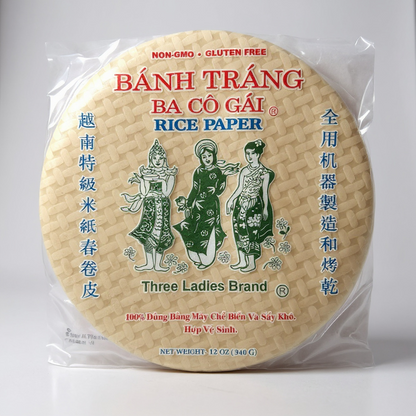 NON-GMO • GLUTEN FREE
BÁNH TRÁNG
BA CÔ GÁI ®
RICE PAPER
越南特級米紙春卷皮
全用机器製造和烤乾
Three Ladies Brand ®
100% Dùng Bằng Máy Chế Biến Và Sấy Khô.
Hợp Vệ Sinh.
NET WEIGHT: 12 OZ (340 G)